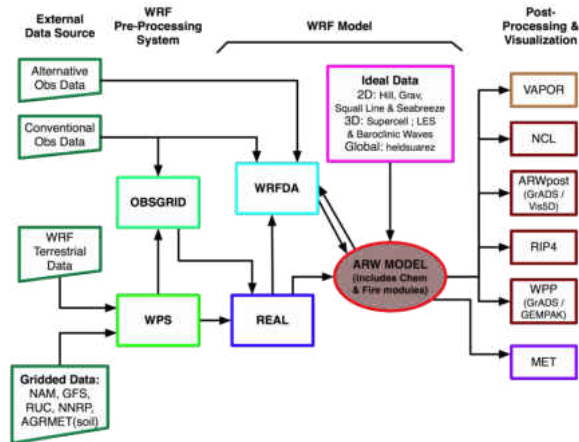 External
Data Source
WRF
Pre-Processing
System
WRF Model
Post-
Processing &
Visualization
Alternative
Obs Data
Conventional
Obs Data
WRF
Terrestrial
Data
Gridded Data:
NAM, GFS,
RUC, NNRP,
AGRMET(soil)
OBSGRID
WPS
WRFDA
REAL
Ideal Data
2D: Hill, Grav,
Squall Line & Seabreeze
3D: Supercell ; LES
& Baroclinic Waves
Global: heldsuarez
ARW MODEL
(includes Chem
& Fire modules)
VAPOR
NCL
ARWpost
(GrADS /
Vis5D)
RIP4
WPP
(GrADS /
GEMPAK)
MET